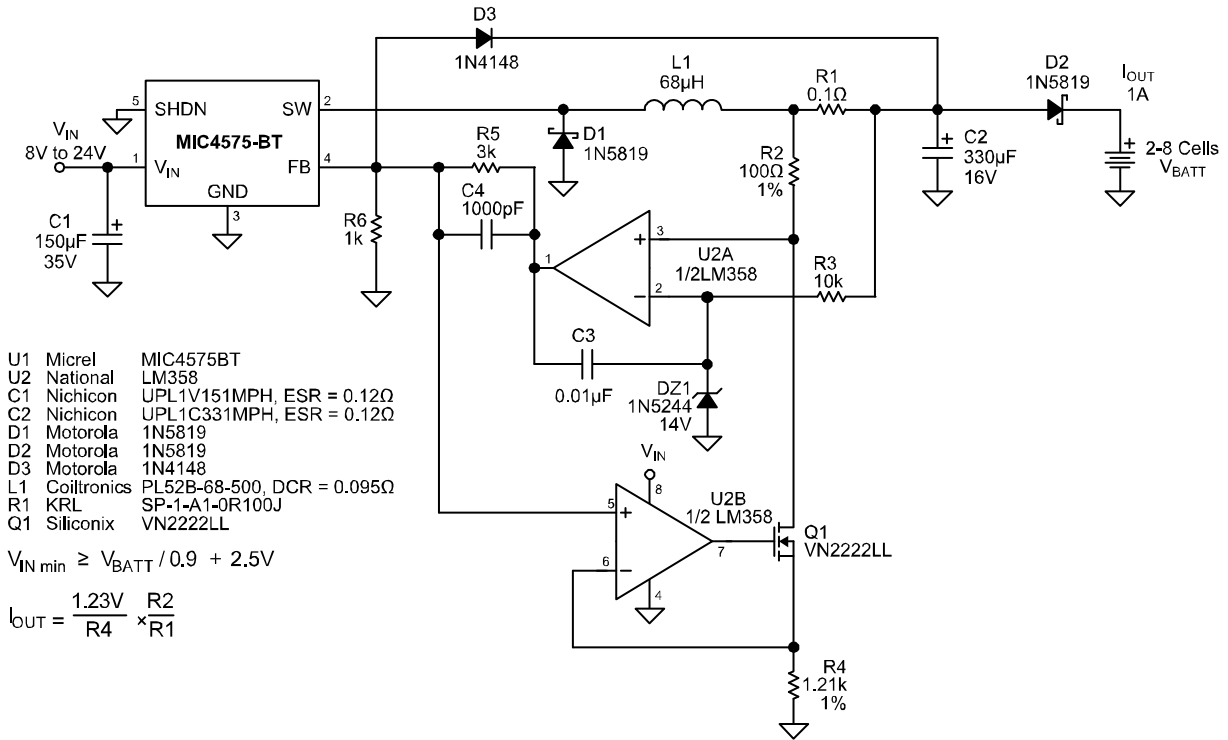 D3
1N4148
L1
68µH
R1
0.1Ω
D2
1N5819
I_OUT
1A
5
SHDN
SW
2
MIC4575-BT
V_IN
8V to 24V
1
V_IN
FB
4
GND
3
C1
150µF
35V
+
R5
3k
C4
1000pF
R6
1k
D1
1N5819
R2
100Ω
1%
+
C2
330µF
16V
+
2-8 Cells
V_BATT
+
3
1
U2A
1/2LM358
−
2
R3
10k
C3
0.01µF
DZ1
1N5244
14V
U1 Micrel MIC4575BT
U2 National LM358
C1 Nichicon UPL1V151MPH, ESR = 0.12Ω
C2 Nichicon UPL1C331MPH, ESR = 0.12Ω
D1 Motorola 1N5819
D2 Motorola 1N5819
D3 Motorola 1N4148
L1 Coiltronics PL52B-68-500, DCR = 0.095Ω
R1 KRL SP-1-A1-0R100J
Q1 Siliconix VN2222LL
V_IN min ≥ V_BATT / 0.9 + 2.5V
I_OUT = 1.23V/R4 × R2/R1
V_IN
8
5
+
U2B
1/2 LM358
7
6
−
4
Q1
VN2222LL
R4
1.21k
1%